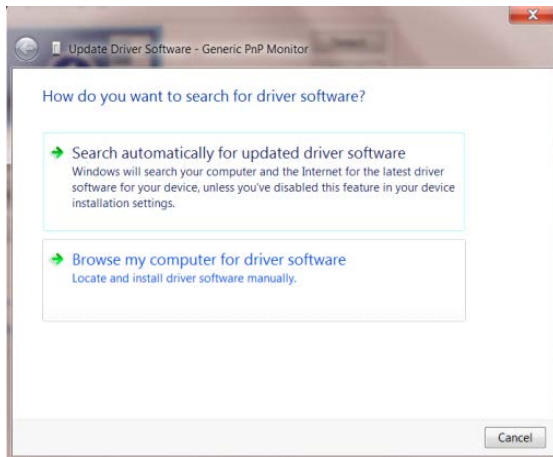 Update Driver Software - Generic PnP Monitor
How do you want to search for driver software?
Search automatically for updated driver software
Windows will search your computer and the Internet for the latest driver
software for your device, unless you've disabled this feature in your device
installation settings.
Browse my computer for driver software
Locate and install driver software manually.
Cancel